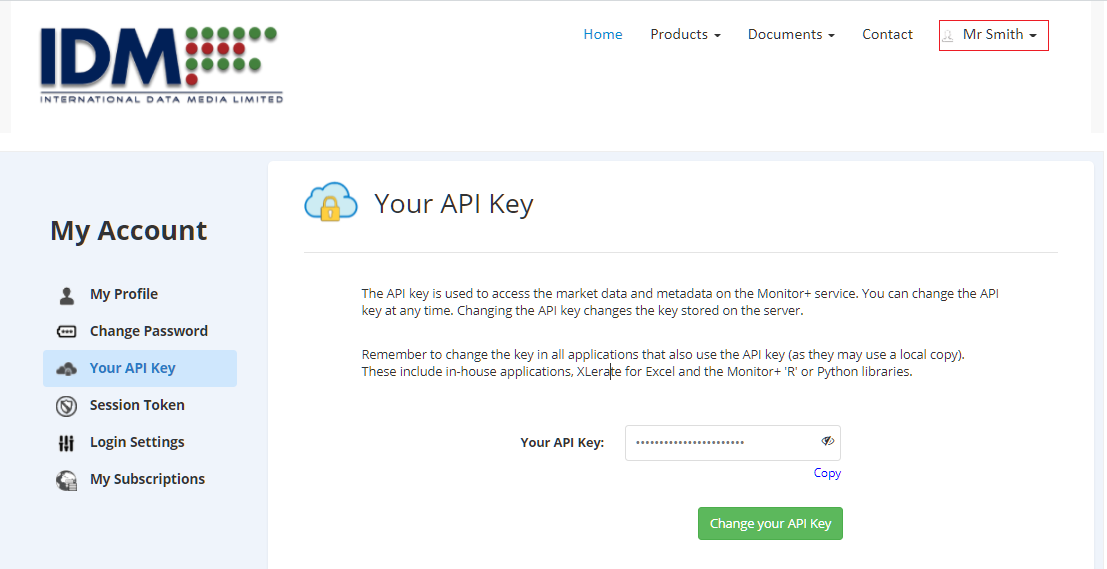 IDM
INTERNATIONAL DATA MEDIA LIMITED
Home Products Documents Contact Mr Smith
My Account
My Profile
Change Password
Your API Key
Session Token
Login Settings
My Subscriptions
Your API Key
The API key is used to access the market data and metadata on the Monitor+ service. You can change the API
key at any time. Changing the API key changes the key stored on the server.
Remember to change the key in all applications that also use the API key (as they may use a local copy).
These include in-house applications, XLerate for Excel and the Monitor+ 'R' or Python libraries.
Your API Key: •••••••••••••••••••••••
Copy
Change your API Key